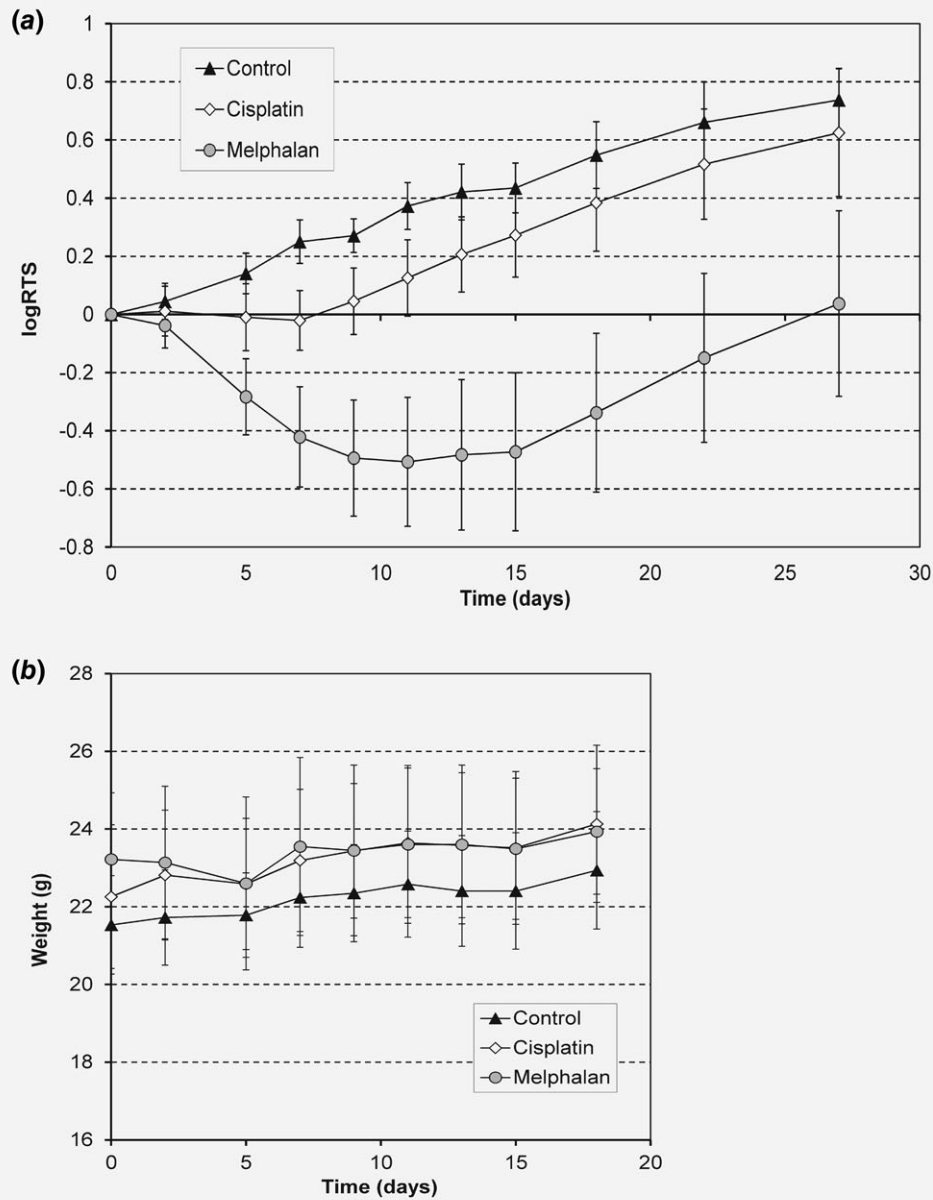 (a)
1
0.8
0.6
0.4
0.2
0
-0.2
-0.4
-0.6
-0.8
logRTS
Control
Cisplatin
Melphalan
0 5 10 15 20 25 30
Time (days)
(b)
28
26
24
22
20
18
16
Weight (g)
Control
Cisplatin
Melphalan
0 5 10 15 20
Time (days)